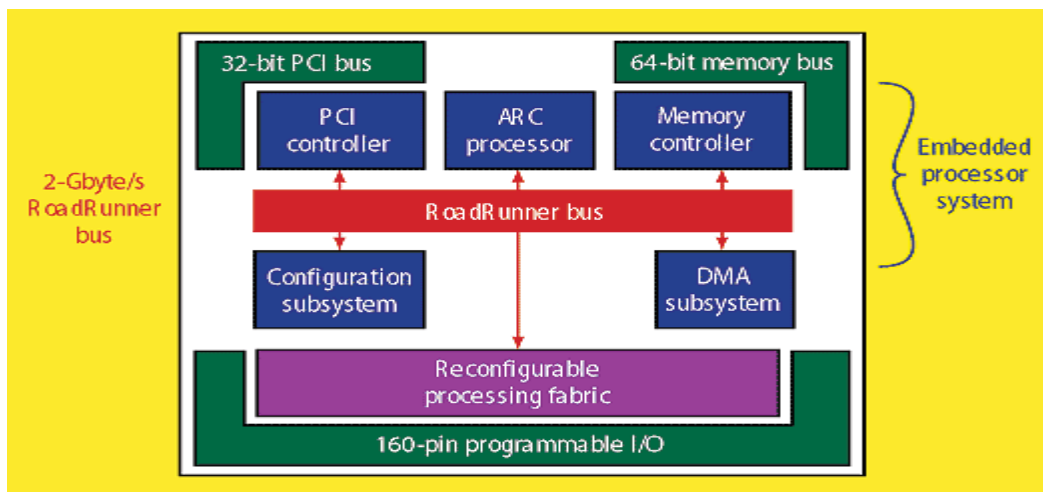 32-bit PCI bus
64-bit memory bus
PCI
controller
ARC
processor
Memory
controller
Embedded
processor
system
2-Gbyte/s
RoadRunner
bus
RoadRunner bus
Configuration
subsystem
DMA
subsystem
Reconfigurable
processing fabric
160-pin programmable I/O